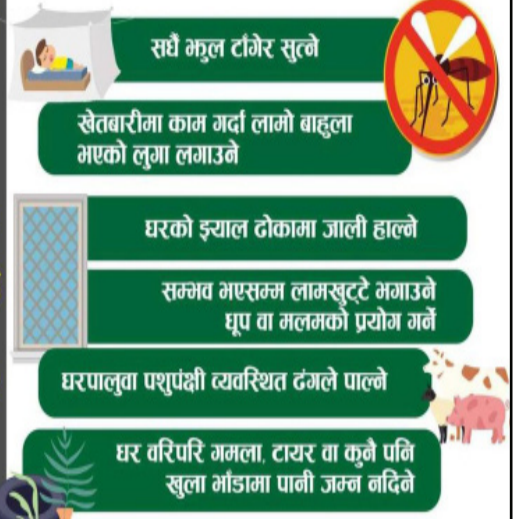 सधैं झुल टाँगेर सुत्ने
खेतबारीमा काम गर्दा लामो बाहुला
भएको लुगा लगाउने
घरको झ्याल ढोकामा जाली हाल्ने
सम्भव भएसम्म लामखुट्टे भगाउने
धूप वा मलमको प्रयोग गर्ने
घरपालुवा पशुपंक्षी व्यवस्थित ढंगले पाल्ने
घर वरिपरि गमला, टायर वा कुनै पनि
खुला भाँडामा पानी जम्न नदिने